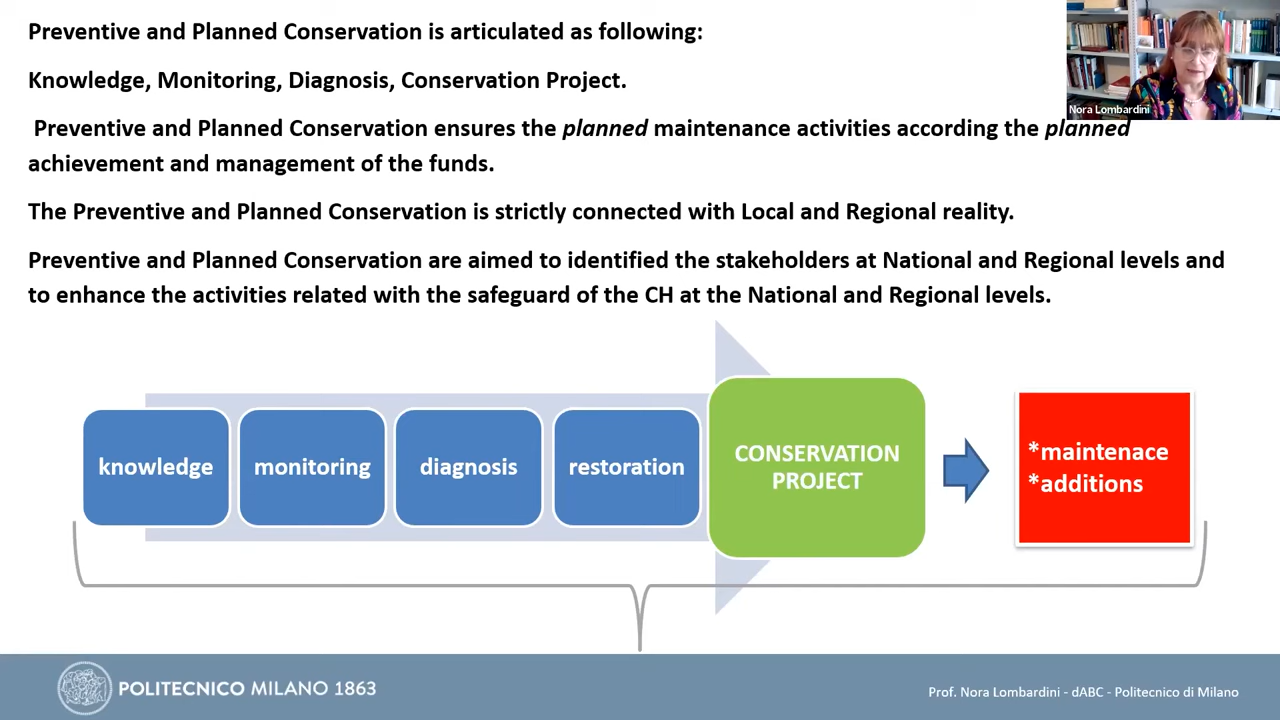 Preventive and Planned Conservation is articulated as following:
Knowledge, Monitoring, Diagnosis, Conservation Project.
Preventive and Planned Conservation ensures the planned maintenance activities according the planned
achievement and management of the funds.
The Preventive and Planned Conservation is strictly connected with Local and Regional reality.
Preventive and Planned Conservation are aimed to identified the stakeholders at National and Regional levels and
to enhance the activities related with the safeguard of the CH at the National and Regional levels.
Nora Lombardini
knowledge
monitoring
diagnosis
restoration
CONSERVATION
PROJECT
*maintenace
*additions
POLITECNICO MILANO 1863
Prof. Nora Lombardini - dABC - Politecnico di Milano